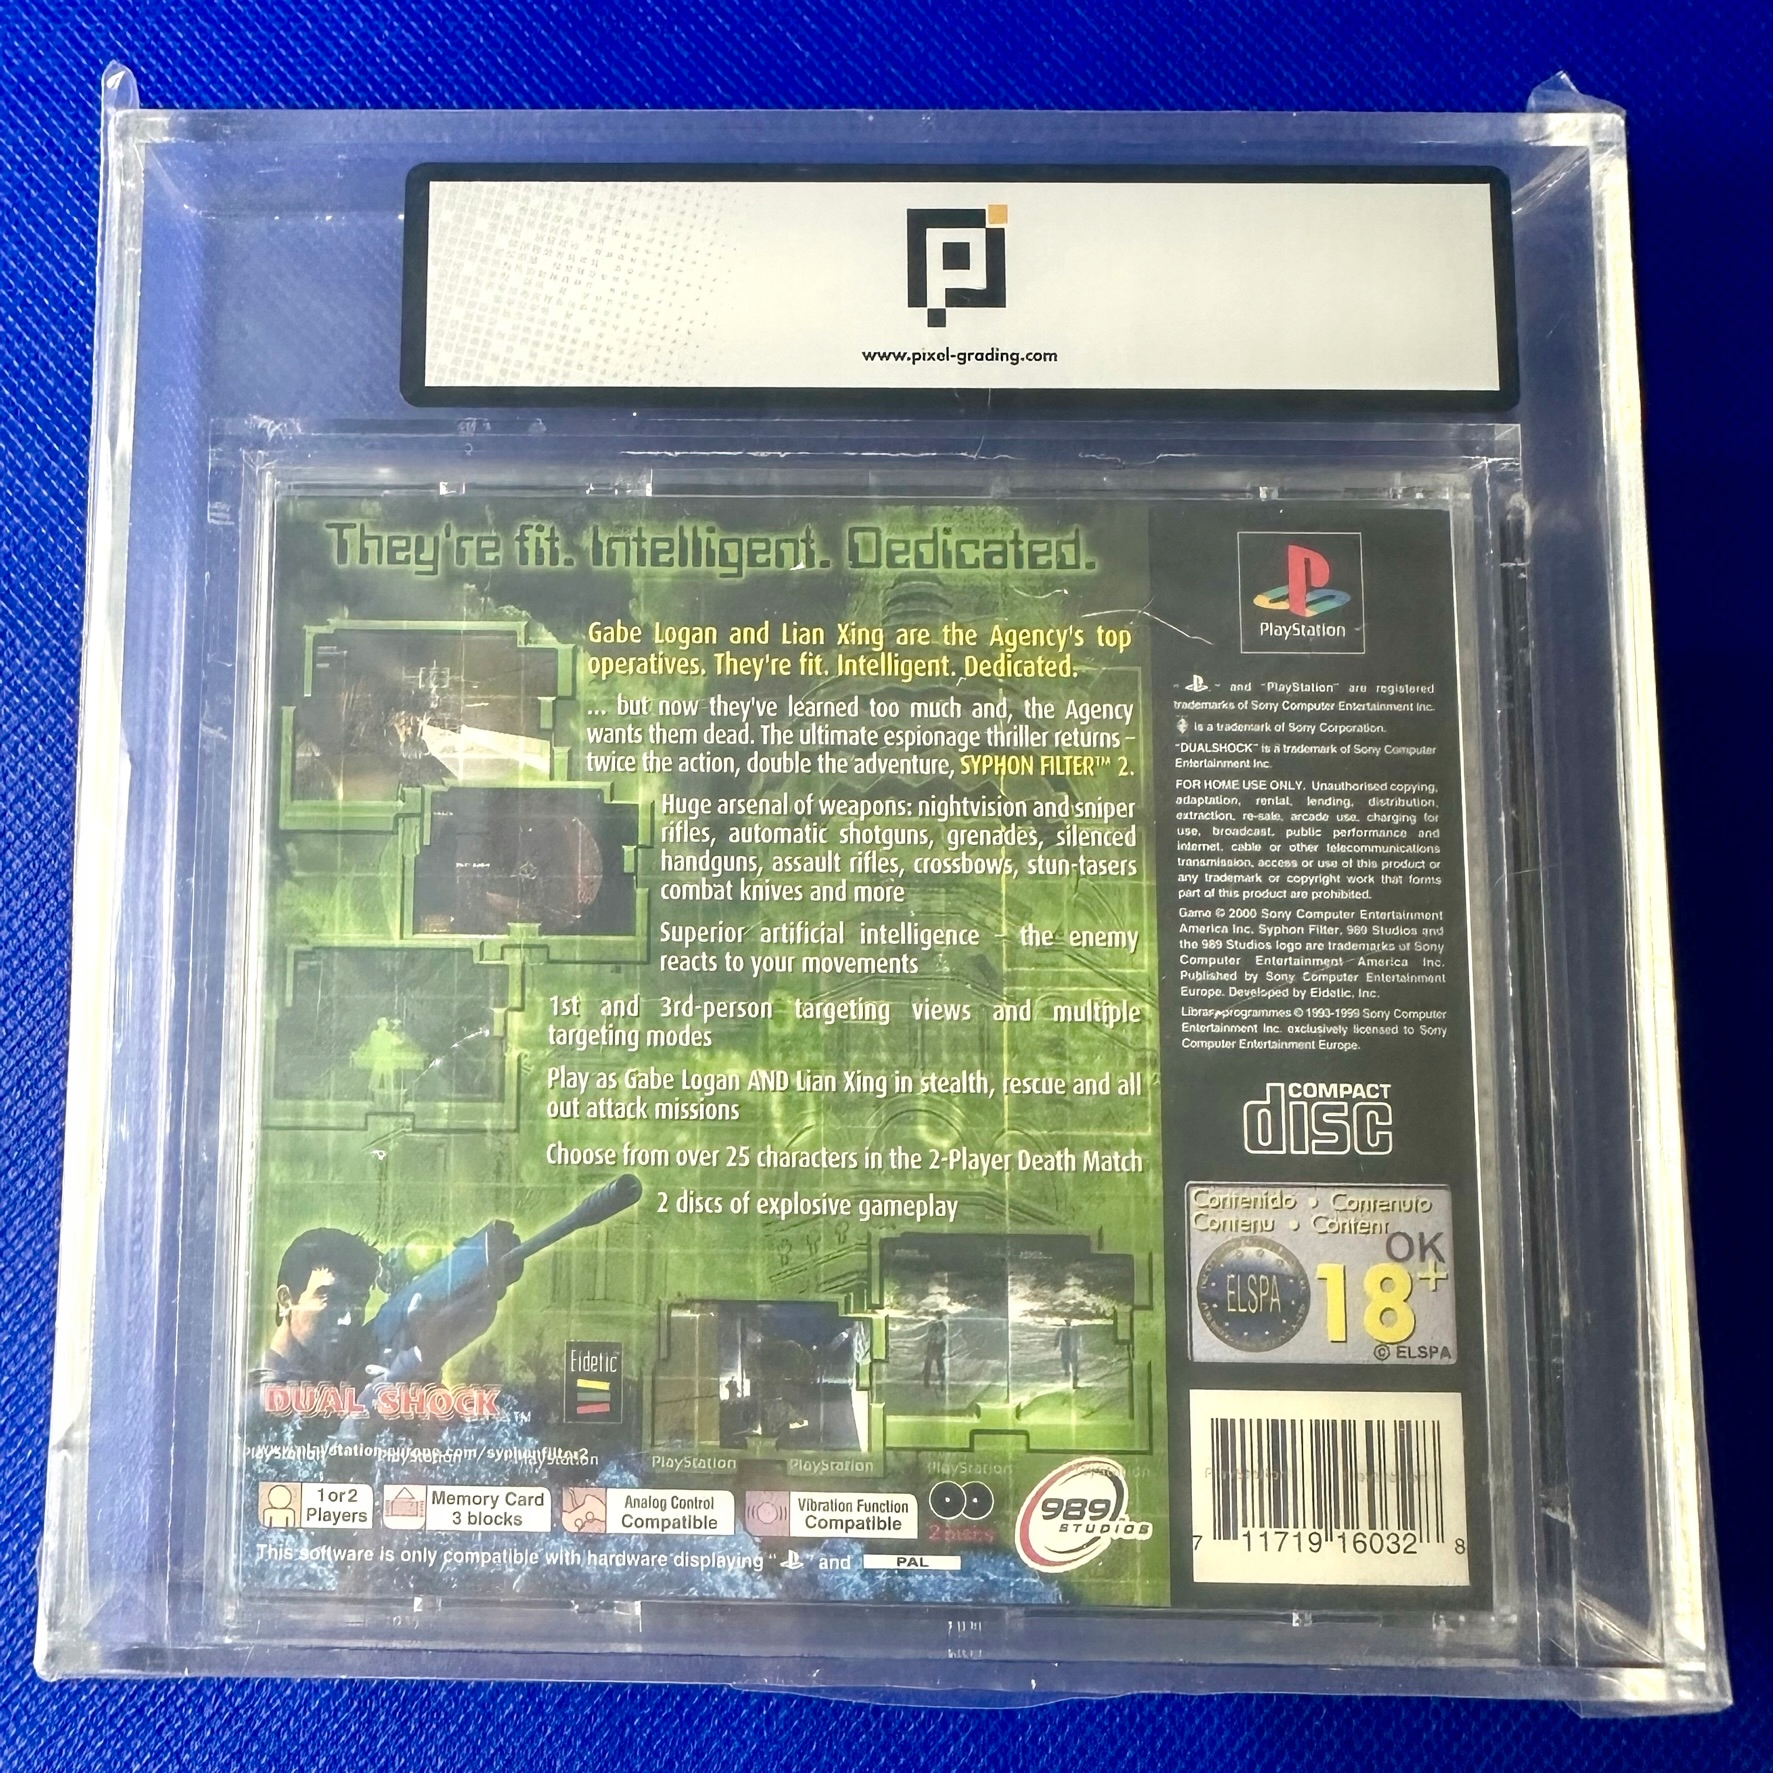 www.pixel-grading.com
They're fit. Intelligent. Dedicated.
Gabe Logan and Lian Xing are the Agency's top
operatives. They're fit. Intelligent. Dedicated.
... but now they've learned too much and, the Agency
wants them dead. The ultimate espionage thriller returns –
twice the action, double the adventure, SYPHON FILTER™ 2.
Huge arsenal of weapons: nightvision and sniper
rifles, automatic shotguns, grenades, silenced
handguns, assault rifles, crossbows, stun-tasers
combat knives and more
Superior artificial intelligence – the enemy
reacts to your movements
1st and 3rd-person targeting views and multiple
targeting modes
Play as Gabe Logan AND Lian Xing in stealth, rescue and all
out attack missions
Choose from over 25 characters in the 2-Player Death Match
2 discs of explosive gameplay
Eidetic
DUAL SHOCK™
www.playstation-europe.com/syphonfilter2
PlayStation PlayStation PlayStation PlayStation PlayStation PlayStation
1 or 2
Players
Memory Card
3 blocks
Analog Control
Compatible
Vibration Function
Compatible
2 Discs
989
STUDIOS
This software is only compatible with hardware displaying " " and PAL
PlayStation
" " and "PlayStation" are registered
trademarks of Sony Computer Entertainment Inc.
is a trademark of Sony Corporation.
"DUALSHOCK" is a trademark of Sony Computer
Entertainment Inc.
FOR HOME USE ONLY. Unauthorised copying,
adaptation, rental, lending, distribution,
extraction, re-sale, arcade use, charging for
use, broadcast, public performance and
internet, cable or other telecommunications
transmission, access or use of this product or
any trademark or copyright work that forms
part of this product are prohibited.
Game © 2000 Sony Computer Entertainment
America Inc. Syphon Filter, 989 Studios and
the 989 Studios logo are trademarks of Sony
Computer Entertainment America Inc.
Published by Sony Computer Entertainment
Europe. Developed by Eidetic, Inc.
Library programmes © 1993-1999 Sony Computer
Entertainment Inc. exclusively licensed to Sony
Computer Entertainment Europe.
COMPACT
disc
Contenido • Contenuto
Contenu • Content
OK
ELSPA
18+
© ELSPA
7 11719 16032 8